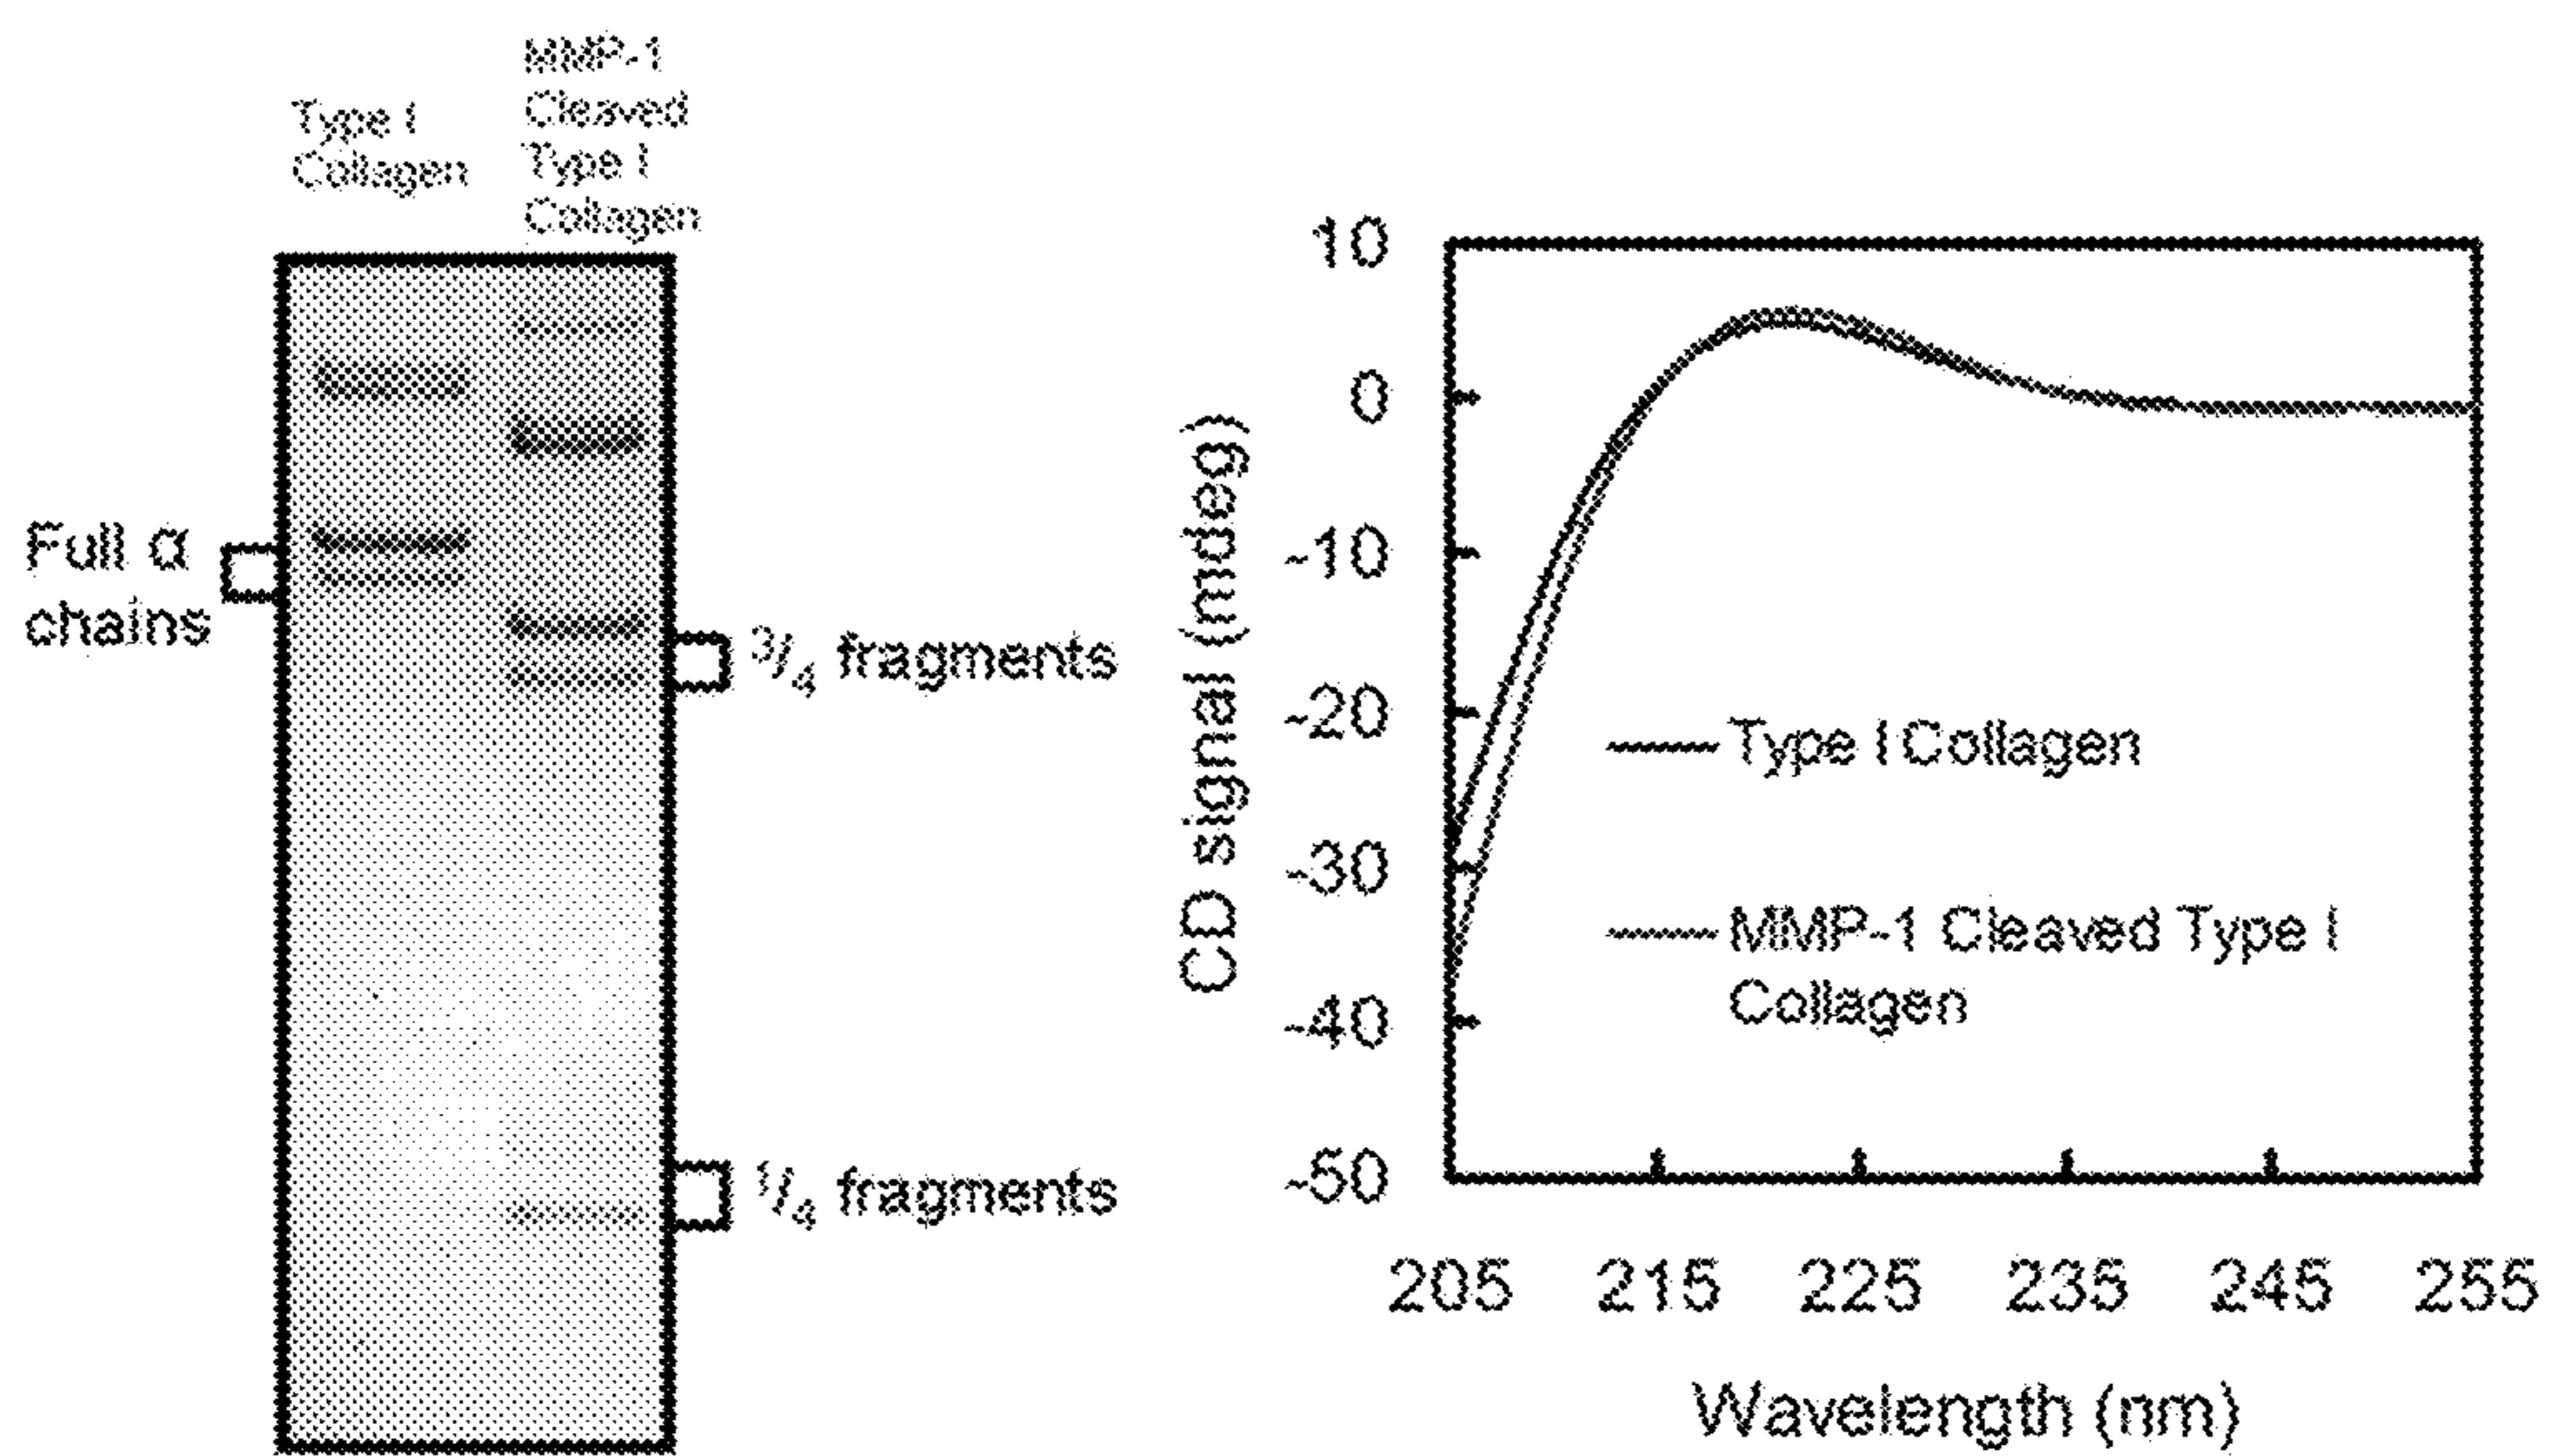 Type I
Collagen
MMP-1
Cleaved
Type I
Collagen
Full α
chains
3/4 fragments
1/4 fragments
CD signal (mdeg)
10
0
-10
-20
-30
-40
-50
Type I Collagen
MMP-1 Cleaved Type I
Collagen
205 215 225 235 245 255
Wavelength (nm)